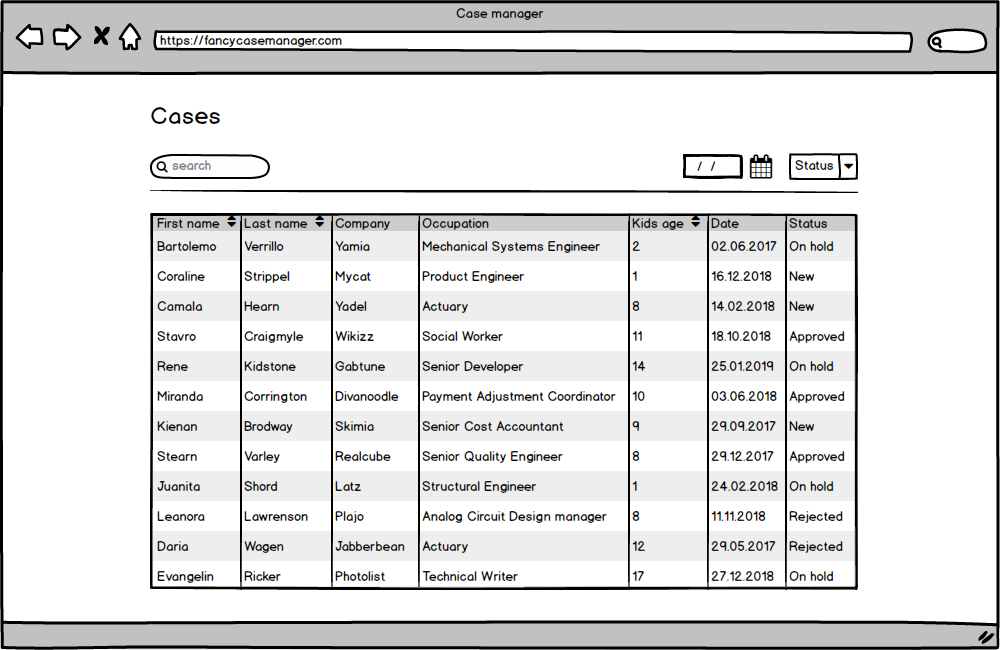 Case manager
https://fancycasemanager.com
Cases
search / / Status
First name Last name Company Occupation Kids age Date Status
Bartolemo Verrillo Yamia Mechanical Systems Engineer 2 02.06.2017 On hold
Coraline Strippel Mycat Product Engineer 1 16.12.2018 New
Camala Hearn Yadel Actuary 8 14.02.2018 New
Stavro Craigmyle Wikizz Social Worker 11 18.10.2018 Approved
Rene Kidstone Gabtune Senior Developer 14 25.01.2019 On hold
Miranda Corrington Divanoodle Payment Adjustment Coordinator 10 03.06.2018 Approved
Kienan Brodway Skimia Senior Cost Accountant 9 29.09.2017 New
Stearn Varley Realcube Senior Quality Engineer 8 29.12.2017 Approved
Juanita Shord Latz Structural Engineer 1 24.02.2018 On hold
Leanora Lawrenson Plajo Analog Circuit Design manager 8 11.11.2018 Rejected
Daria Wagen Jabberbean Actuary 12 29.05.2017 Rejected
Evangelin Ricker Photolist Technical Writer 17 27.12.2018 On hold